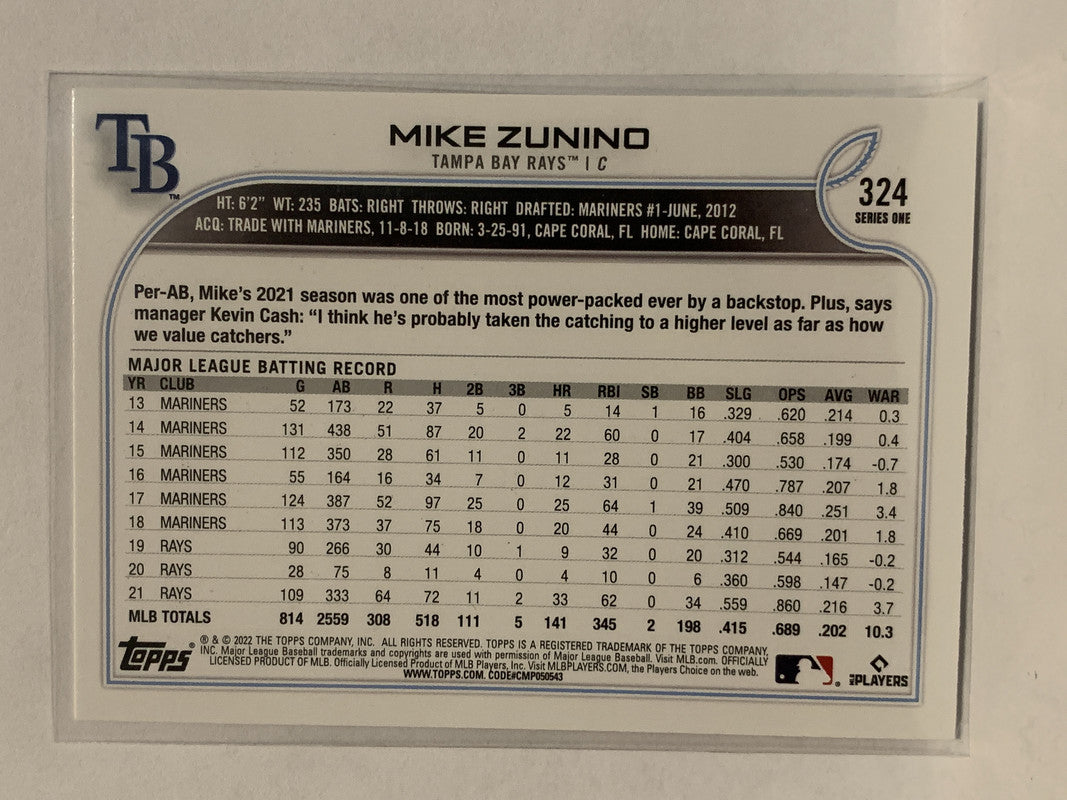 TB™
MIKE ZUNINO
TAMPA BAY RAYS™ | C
324
SERIES ONE
HT: 6'2" WT: 235 BATS: RIGHT THROWS: RIGHT DRAFTED: MARINERS #1-JUNE, 2012
ACQ: TRADE WITH MARINERS, 11-8-18 BORN: 3-25-91, CAPE CORAL, FL HOME: CAPE CORAL, FL
Per-AB, Mike's 2021 season was one of the most power-packed ever by a backstop. Plus, says
manager Kevin Cash: “I think he's probably taken the catching to a higher level as far as how
we value catchers.”
MAJOR LEAGUE BATTING RECORD
YR CLUB G AB R H 2B 3B HR RBI SB BB SLG OPS AVG WAR
13 MARINERS 52 173 22 37 5 0 5 14 1 16 .329 .620 .214 0.3
14 MARINERS 131 438 51 87 20 2 22 60 0 17 .404 .658 .199 0.4
15 MARINERS 112 350 28 61 11 0 11 28 0 21 .300 .530 .174 -0.7
16 MARINERS 55 164 16 34 7 0 12 31 0 21 .470 .787 .207 1.8
17 MARINERS 124 387 52 97 25 0 25 64 1 39 .509 .840 .251 3.4
18 MARINERS 113 373 37 75 18 0 20 44 0 24 .410 .669 .201 1.8
19 RAYS 90 266 30 44 10 1 9 32 0 20 .312 .544 .165 -0.2
20 RAYS 28 75 8 11 4 0 4 10 0 6 .360 .598 .147 -0.2
21 RAYS 109 333 64 72 11 2 33 62 0 34 .559 .860 .216 3.7
MLB TOTALS 814 2559 308 518 111 5 141 345 2 198 .415 .689 .202 10.3
Topps®
® & © 2022 THE TOPPS COMPANY, INC. ALL RIGHTS RESERVED. TOPPS IS A REGISTERED TRADEMARK OF THE TOPPS COMPANY,
INC. Major League Baseball trademarks and copyrights are used with permission of Major League Baseball. Visit MLB.com. OFFICIALLY
LICENSED PRODUCT OF MLB. Officially Licensed Product of MLB Players, Inc. Visit MLBPLAYERS.COM, the Players Choice on the web.
WWW.TOPPS.COM. CODE#CMP050543
PLAYERS